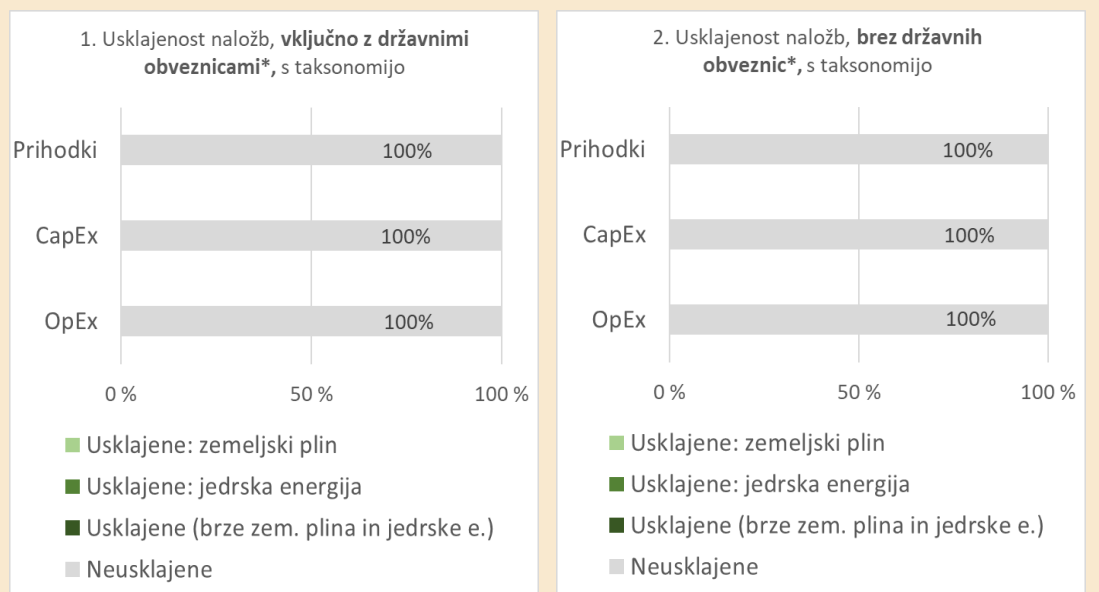 1. Usklajenost naložb, vključno z državnimi
obveznicami*, s taksonomijo
Prihodki
100%
CapEx
100%
OpEx
100%
0 %
50 %
100 %
Usklajene: zemeljski plin
Usklajene: jedrska energija
Usklajene (brze zem. plina in jedrske e.)
Neusklajene
2. Usklajenost naložb, brez državnih
obveznic*, s taksonomijo
Prihodki
100%
CapEx
100%
OpEx
100%
0 %
50 %
100 %
Usklajene: zemeljski plin
Usklajene: jedrska energija
Usklajene (brze zem. plina in jedrske e.)
Neusklajene